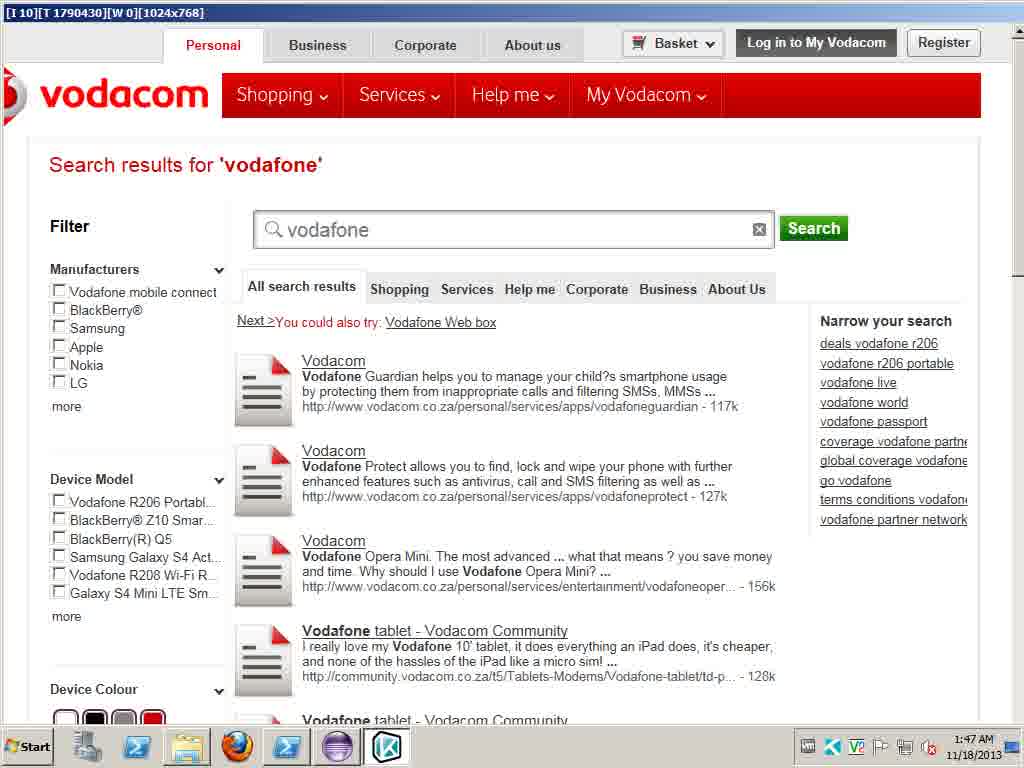 [I 10][T 1790430][W 0][1024x768]
Personal Business Corporate About us Basket Log in to My Vodacom Register
vodacom Shopping Services Help me My Vodacom
Search results for 'vodafone'
Filter
vodafone Search
Manufacturers
Vodafone mobile connect
BlackBerry®
Samsung
Apple
Nokia
LG
more
Device Model
Vodafone R206 Portabl...
BlackBerry® Z10 Smar...
BlackBerry(R) Q5
Samsung Galaxy S4 Act...
Vodafone R208 Wi-Fi R...
Galaxy S4 Mini LTE Sm...
more
Device Colour
All search results Shopping Services Help me Corporate Business About Us
Next >You could also try: Vodafone Web box
Vodacom
Vodafone Guardian helps you to manage your child?s smartphone usage
by protecting them from inappropriate calls and filtering SMSs, MMSs ...
http://www.vodacom.co.za/personal/services/apps/vodafoneguardian - 117k
Vodacom
Vodafone Protect allows you to find, lock and wipe your phone with further
enhanced features such as antivirus, call and SMS filtering as well as ...
http://www.vodacom.co.za/personal/services/apps/vodafoneprotect - 127k
Vodacom
Vodafone Opera Mini. The most advanced ... what that means ? you save money
and time. Why should I use Vodafone Opera Mini? ...
http://www.vodacom.co.za/personal/services/entertainment/vodafoneoper... - 156k
Vodafone tablet - Vodacom Community
I really love my Vodafone 10' tablet, it does everything an iPad does, it's cheaper,
and none of the hassles of the iPad like a micro sim! ...
http://community.vodacom.co.za/t5/Tablets-Modems/Vodafone-tablet/td-p... - 128k
Vodafone tablet - Vodacom Community
Narrow your search
deals vodafone r206
vodafone r206 portable
vodafone live
vodafone world
vodafone passport
coverage vodafone partne
global coverage vodafone
go vodafone
terms conditions vodafon
vodafone partner network
Start
1:47 AM
11/18/2013